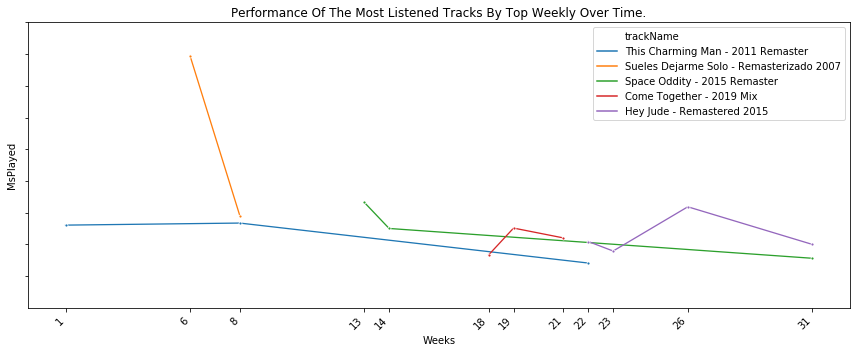 Performance Of The Most Listened Tracks By Top Weekly Over Time.
trackName
This Charming Man - 2011 Remaster
Sueles Dejarme Solo - Remasterizado 2007
Space Oddity - 2015 Remaster
Come Together - 2019 Mix
Hey Jude - Remastered 2015
MsPlayed
1 6 8 13 14 18 19 21 22 23 26 31
Weeks